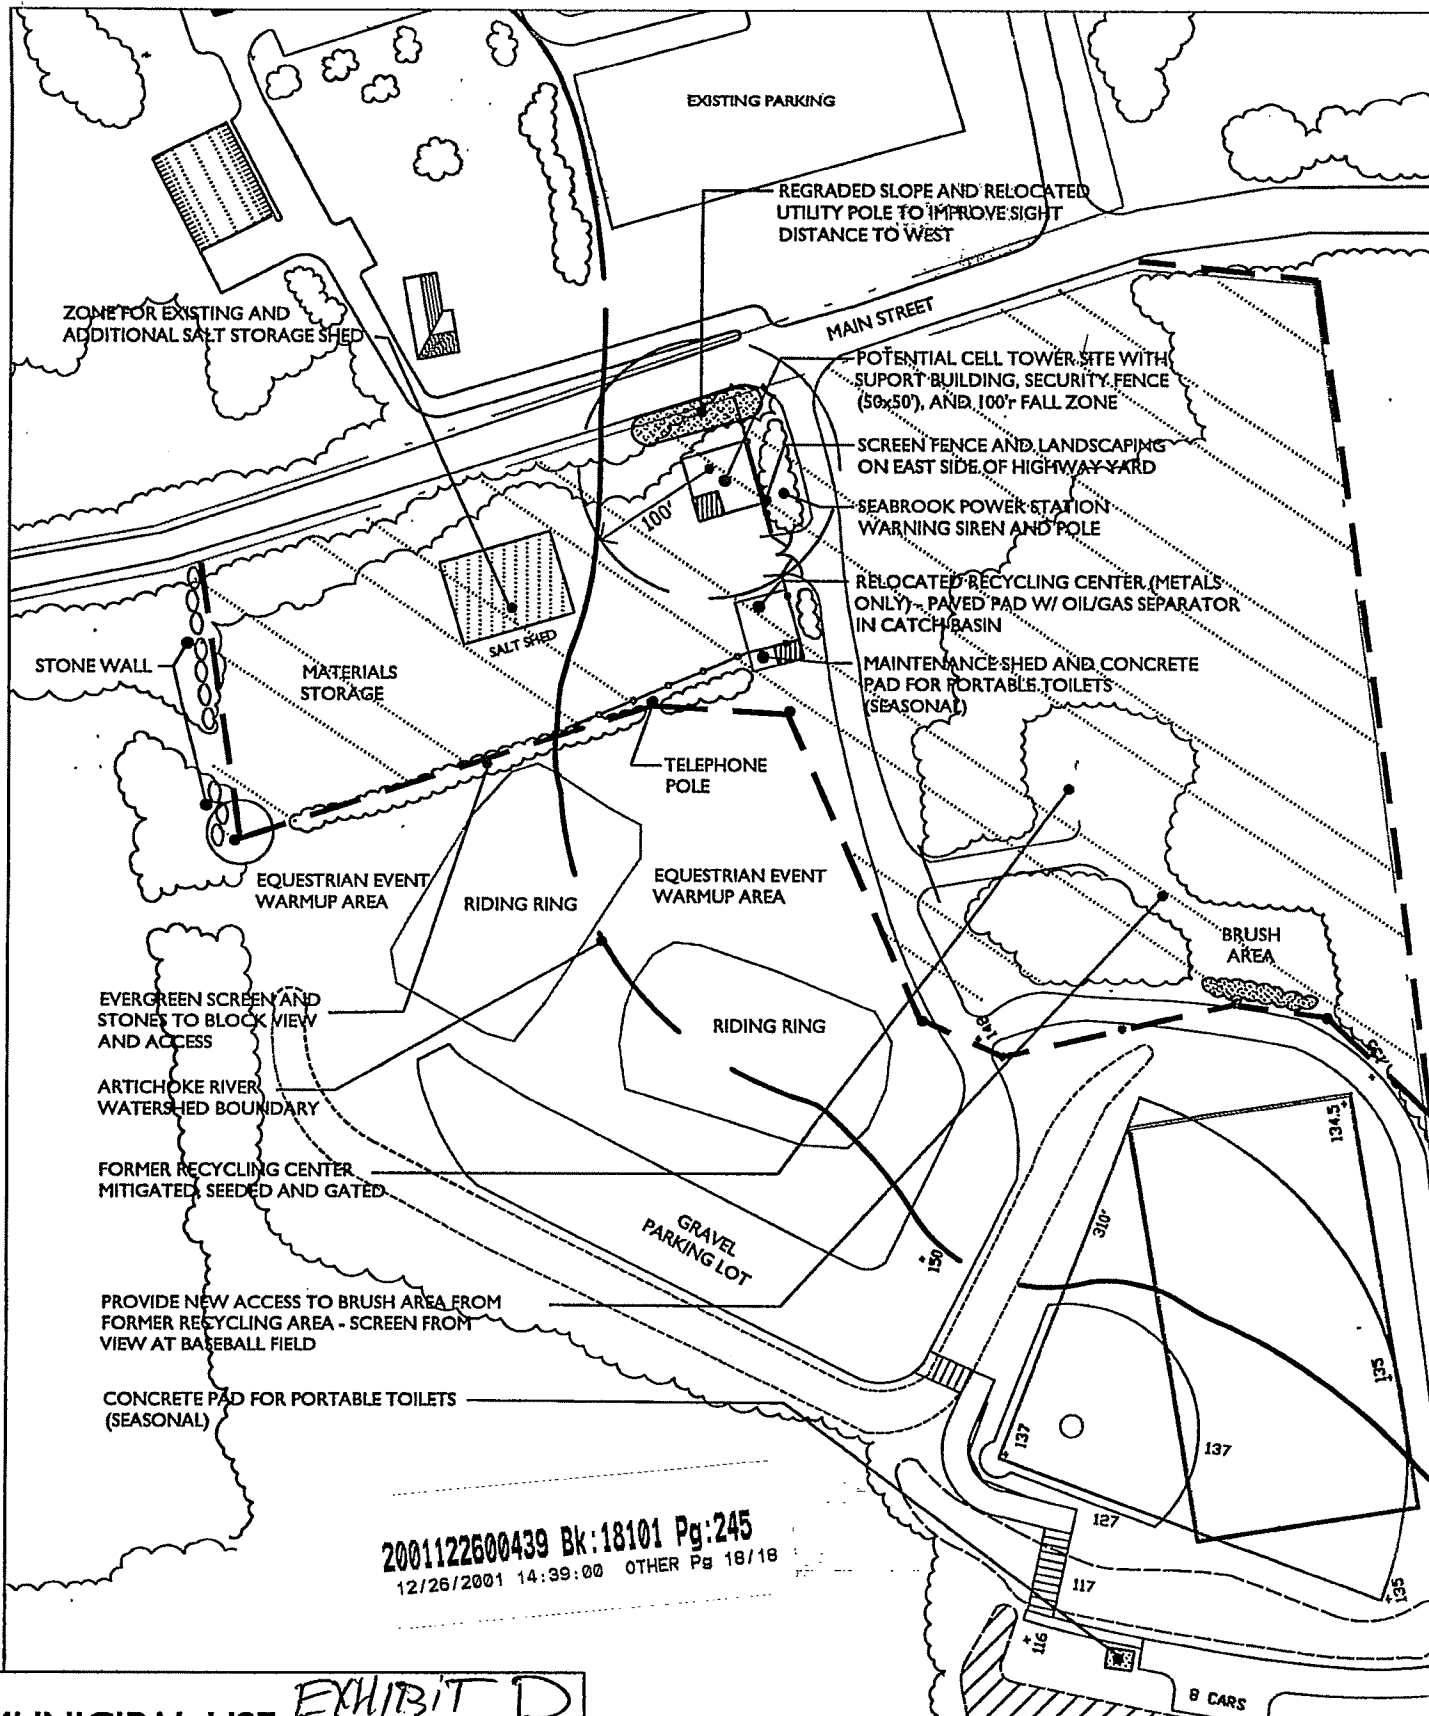 EXISTING PARKING
REGRADED SLOPE AND RELOCATED
UTILITY POLE TO IMPROVE SIGHT
DISTANCE TO WEST
ZONE FOR EXISTING AND
ADDITIONAL SALT STORAGE SHED
MAIN STREET
POTENTIAL CELL TOWER SITE WITH
SUPORT BUILDING, SECURITY FENCE
(50x50'), AND 100'r FALL ZONE
SCREEN FENCE AND LANDSCAPING
ON EAST SIDE OF HIGHWAY YARD
SEABROOK POWER STATION
WARNING SIREN AND POLE
100'
RELOCATED RECYCLING CENTER (METALS
ONLY) - PAVED PAD W/ OIL/GAS SEPARATOR
IN CATCH BASIN
SALT SHED
STONE WALL
MATERIALS
STORAGE
MAINTENANCE SHED AND CONCRETE
PAD FOR PORTABLE TOILETS
(SEASONAL)
TELEPHONE
POLE
EQUESTRIAN EVENT
WARMUP AREA
RIDING RING
EQUESTRIAN EVENT
WARMUP AREA
BRUSH
AREA
EVERGREEN SCREEN AND
STONES TO BLOCK VIEW
AND ACCESS
RIDING RING
148
135
ARTICHOKE RIVER
WATERSHED BOUNDARY
134.5
FORMER RECYCLING CENTER
MITIGATED, SEEDED AND GATED
310'
GRAVEL
PARKING LOT
150
PROVIDE NEW ACCESS TO BRUSH AREA FROM
FORMER RECYCLING AREA - SCREEN FROM
VIEW AT BASEBALL FIELD
135
CONCRETE PAD FOR PORTABLE TOILETS
(SEASONAL)
137
137
127
2001122600439 Bk:18101 Pg:245
12/26/2001 14:39:00 OTHER Pg 18/18
117
135
116
8 CARS
EXHIBIT D